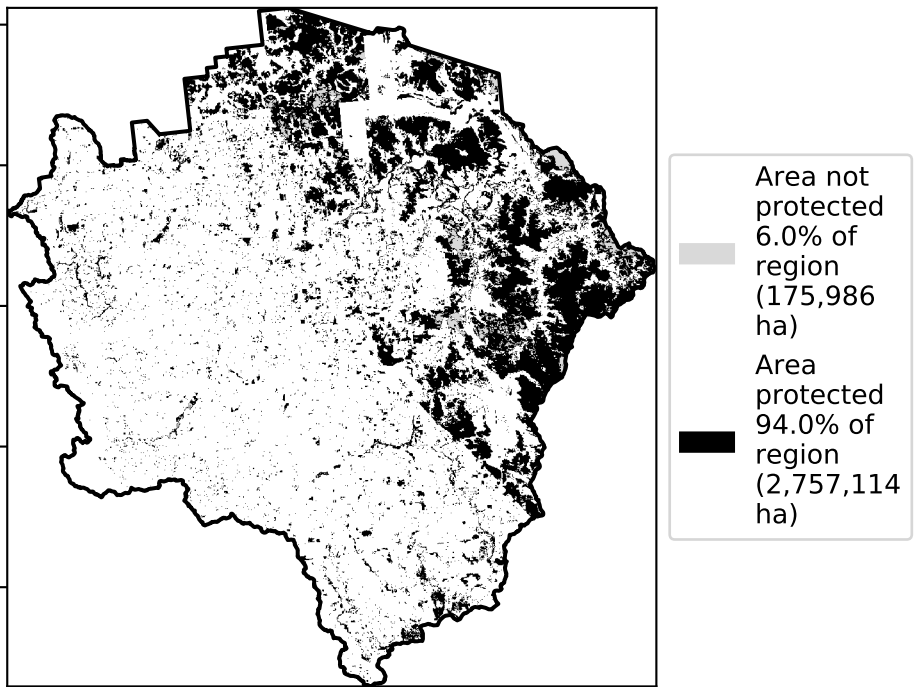 Area not
protected
6.0% of
region
(175,986
ha)
Area
protected
94.0% of
region
(2,757,114
ha)